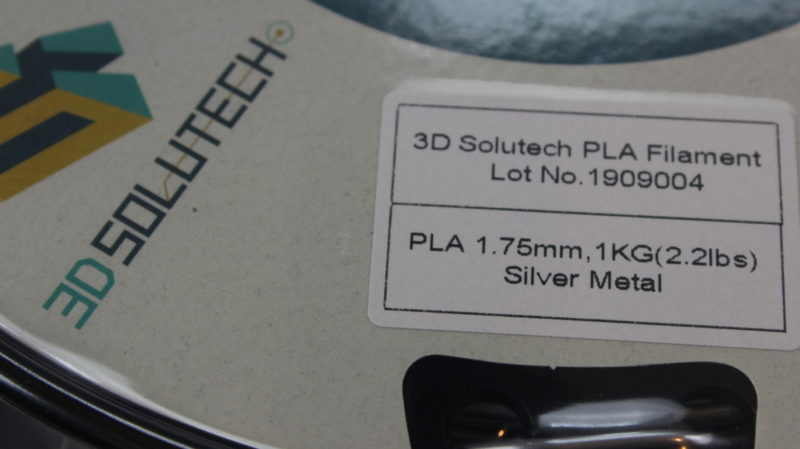 3D SOLUTECH
3D Solutech PLA Filament
Lot No.1909004
PLA 1.75mm,1KG(2.2lbs)
Silver Metal